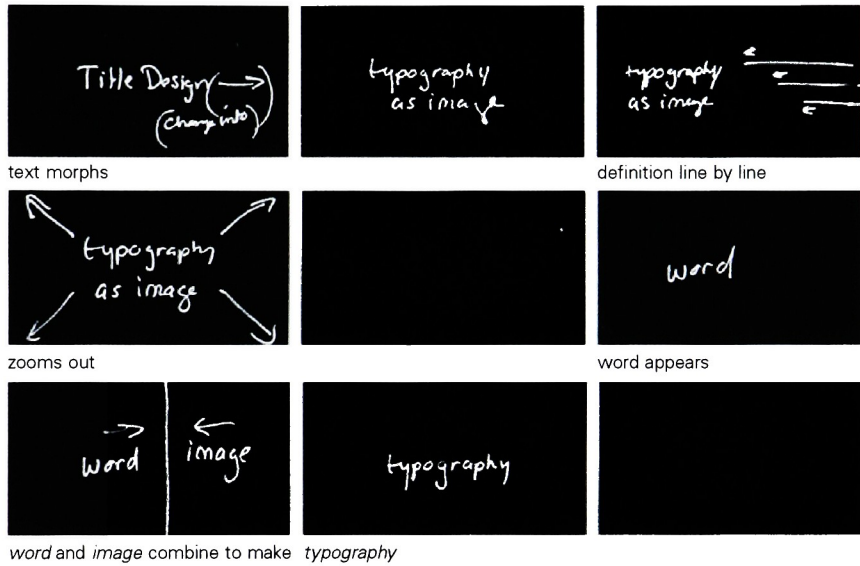 Title Design
(change into)
typography
as image
typography
as image
text morphs
definition line by line
typography
as image
word
zooms out
word appears
word
image
typography
word and image combine to make typography